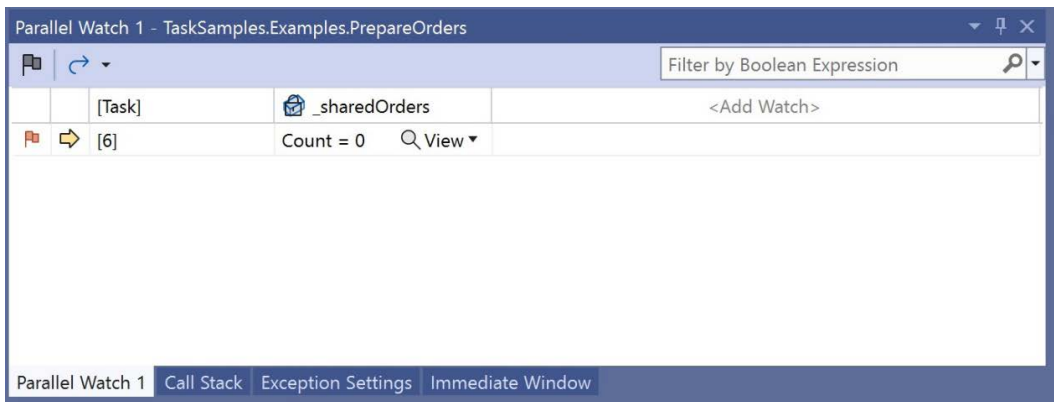 Parallel Watch 1 - TaskSamples.Examples.PrepareOrders
Filter by Boolean Expression
[Task] _sharedOrders <Add Watch>
[6] Count = 0 View
Parallel Watch 1 Call Stack Exception Settings Immediate Window